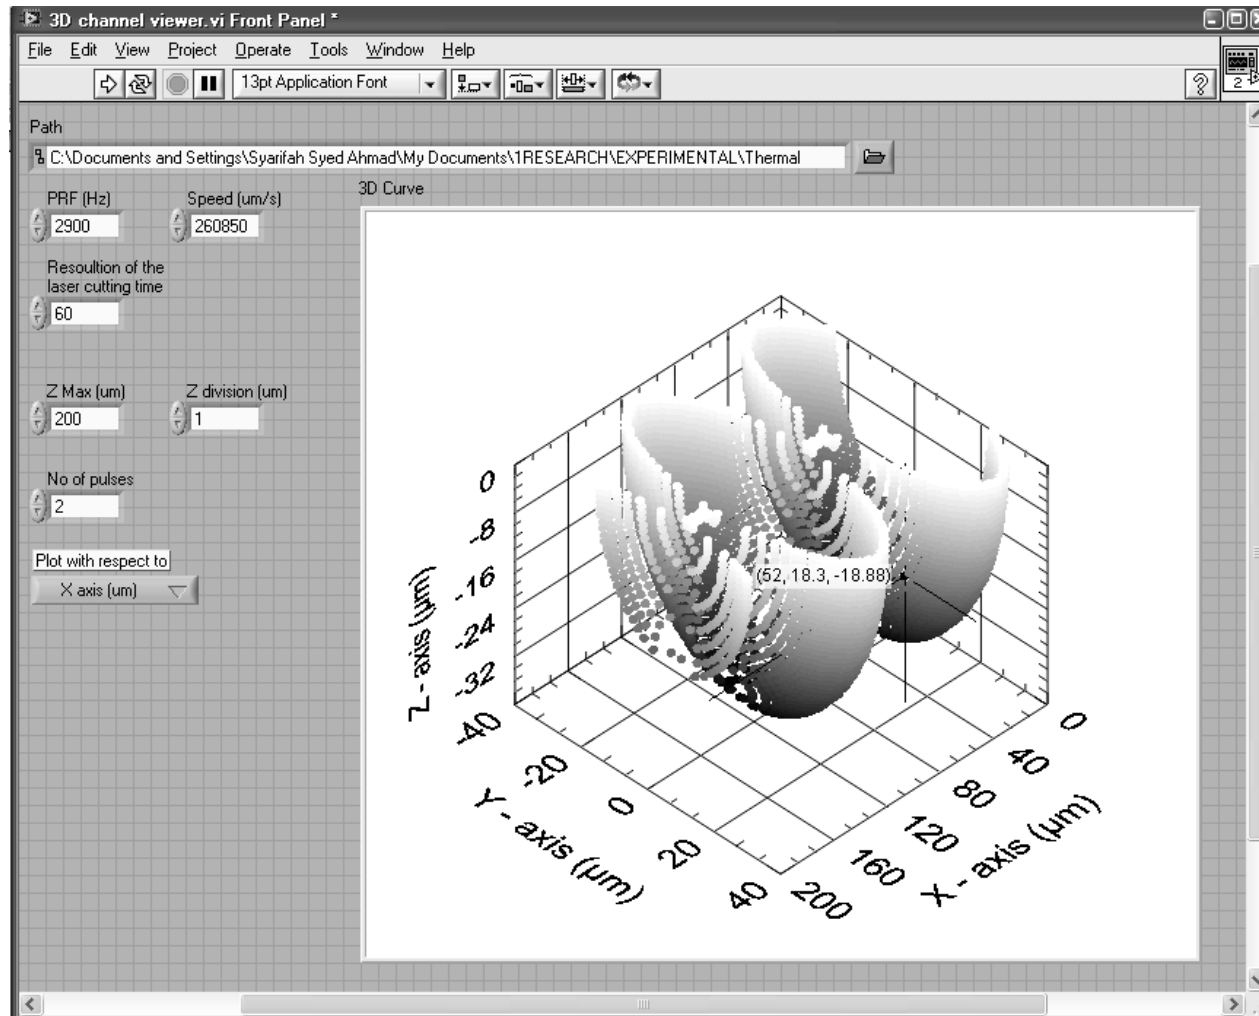 3D channel viewer.vi Front Panel *
File Edit View Project Operate Tools Window Help
13pt Application Font
2
Path
C:\Documents and Settings\Syarifah Syed Ahmad\My Documents\1RESEARCH\EXPERIMENTAL\Thermal
PRF (Hz) Speed (um/s)
2900 260850
Resoultion of the
laser cutting time
60
Z Max (um) Z division (um)
200 1
No of pulses
2
Plot with respect to
X axis (um)
3D Curve
(52, 18.3, -18.88)
Z - axis (µm)
0
-8
-16
-24
-32
Y - axis (µm)
-40
-20
0
20
40
X - axis (µm)
0
40
80
120
160
200